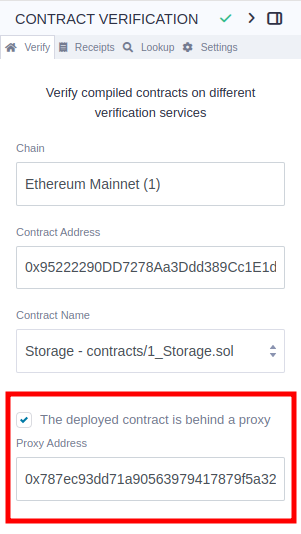 CONTRACT VERIFICATION
Verify Receipts Lookup Settings
Verify compiled contracts on different
verification services
Chain
Ethereum Mainnet (1)
Contract Address
0x95222290DD7278Aa3Ddd389Cc1E1d
Contract Name
Storage - contracts/1_Storage.sol
The deployed contract is behind a proxy
Proxy Address
0x787ec93dd71a90563979417879f5a32